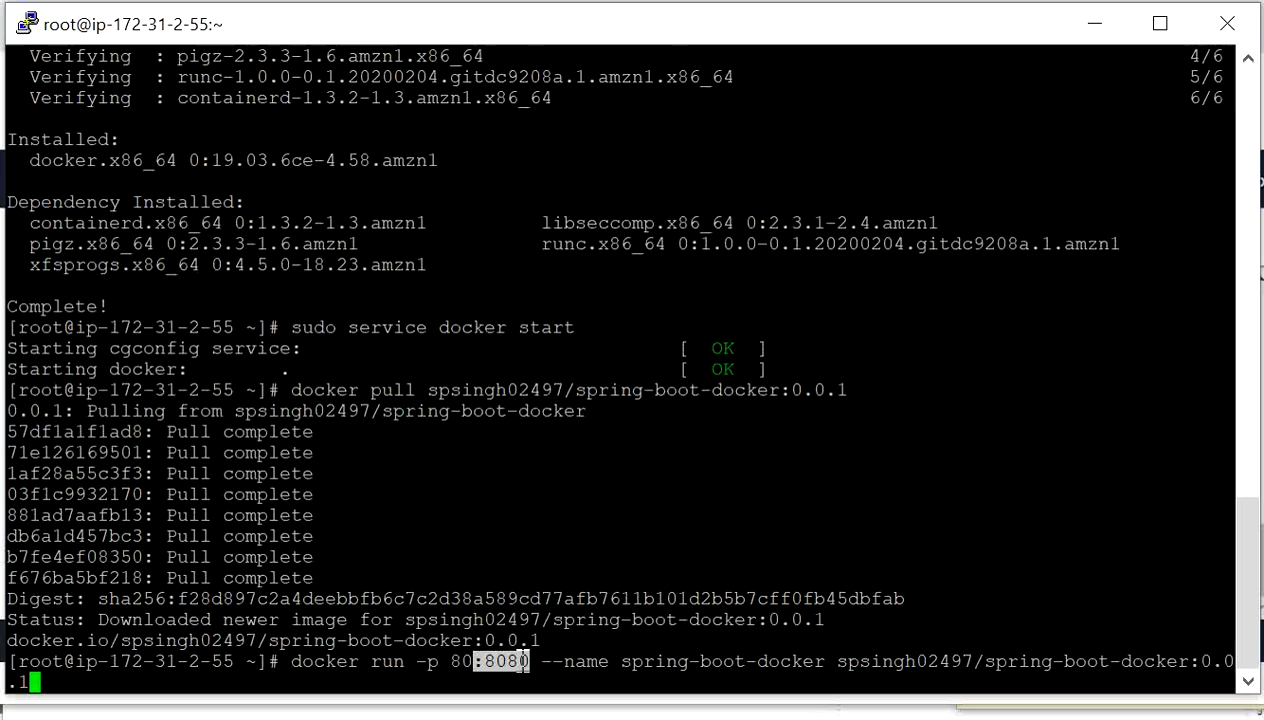 root@ip-172-31-2-55:~
Verifying  : pigz-2.3.3-1.6.amzn1.x86_64 4/6
Verifying  : runc-1.0.0-0.1.20200204.gitdc9208a.1.amzn1.x86_64 5/6
Verifying  : containerd-1.3.2-1.3.amzn1.x86_64 6/6
Installed:
docker.x86_64 0:19.03.6ce-4.58.amzn1
Dependency Installed:
containerd.x86_64 0:1.3.2-1.3.amzn1 libseccomp.x86_64 0:2.3.1-2.4.amzn1
pigz.x86_64 0:2.3.3-1.6.amzn1 runc.x86_64 0:1.0.0-0.1.20200204.gitdc9208a.1.amzn1
xfsprogs.x86_64 0:4.5.0-18.23.amzn1
Complete!
[root@ip-172-31-2-55 ~]# sudo service docker start
Starting cgconfig service: [  OK  ]
Starting docker: . [  OK  ]
[root@ip-172-31-2-55 ~]# docker pull spsingh02497/spring-boot-docker:0.0.1
0.0.1: Pulling from spsingh02497/spring-boot-docker
57df1a1f1ad8: Pull complete
71e126169501: Pull complete
1af28a55c3f3: Pull complete
03f1c9932170: Pull complete
881ad7aafb13: Pull complete
db6a1d457bc3: Pull complete
b7fe4ef08350: Pull complete
f676ba5bf218: Pull complete
Digest: sha256:f28d897c2a4deebbfb6c7c2d38a589cd77afb7611b101d2b5b7cff0fb45dbfab
Status: Downloaded newer image for spsingh02497/spring-boot-docker:0.0.1
docker.io/spsingh02497/spring-boot-docker:0.0.1
[root@ip-172-31-2-55 ~]# docker run -p 80:8080 --name spring-boot-docker spsingh02497/spring-boot-docker:0.0
.1